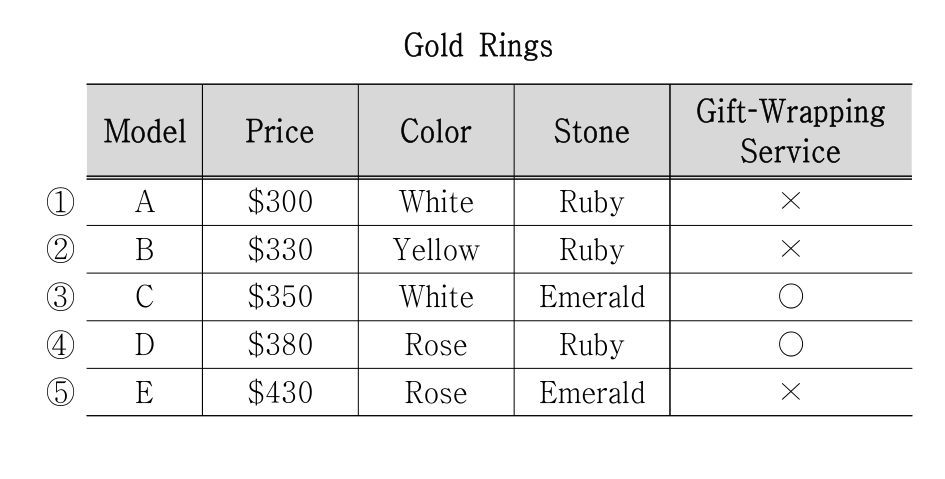 Gold Rings
Model Price Color Stone Gift-Wrapping Service
① A $300 White Ruby ×
② B $330 Yellow Ruby ×
③ C $350 White Emerald ○
④ D $380 Rose Ruby ○
⑤ E $430 Rose Emerald ×